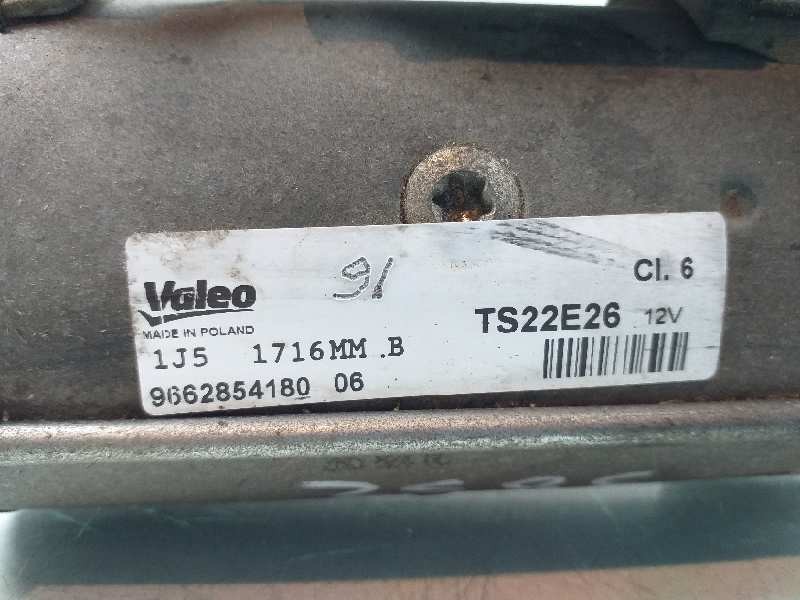 91
Cl. 6
Valeo
TS22E26 12V
MADE IN POLAND
1J5 1716MM .B
9662854180 06